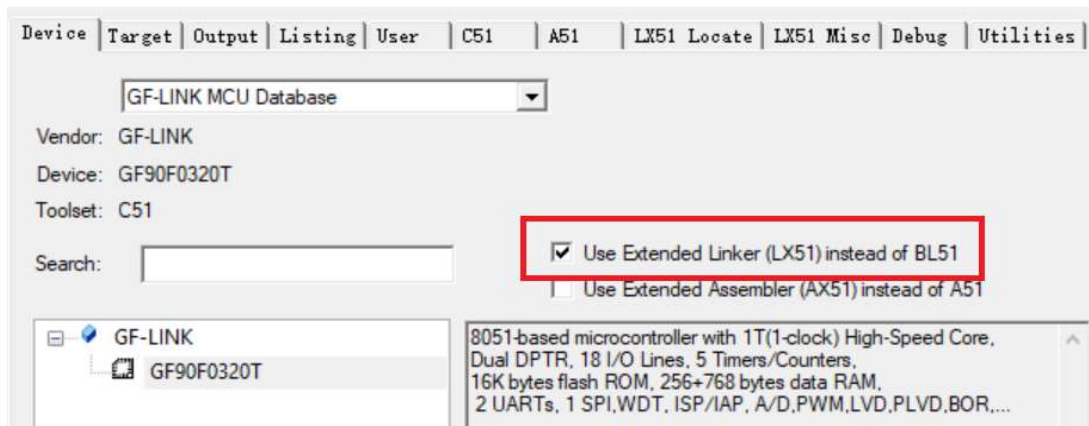 Device Target Output Listing User C51 A51 LX51 Locate LX51 Misc Debug Utilities
GF-LINK MCU Database
Vendor: GF-LINK
Device: GF90F0320T
Toolset: C51
Search:
Use Extended Linker (LX51) instead of BL51
Use Extended Assembler (AX51) instead of A51
GF-LINK
GF90F0320T
8051-based microcontroller with 1T(1-clock) High-Speed Core,
Dual DPTR, 18 I/O Lines, 5 Timers/Counters,
16K bytes flash ROM, 256+768 bytes data RAM,
2 UARTs, 1 SPI,WDT, ISP/IAP, A/D,PWM,LVD,PLVD,BOR,...